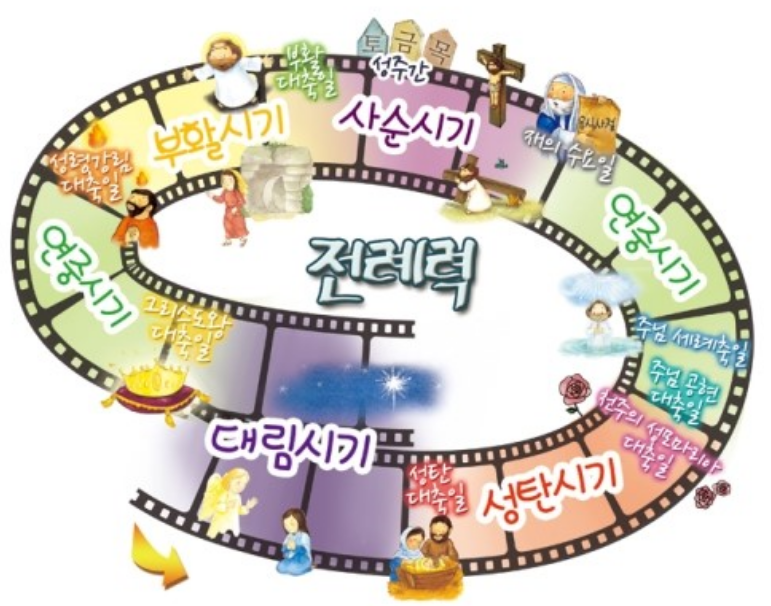 전례력
대림시기
성탄
대축일
성탄시기
천주의 성모마리아
대축일
주님 공현
대축일
주님 세례축일
연중시기
재의 수요일
사순시기
성주간
토 금 목
부활
대축일
부활시기
성령강림
대축일
연중시기
그리스도왕
대축일